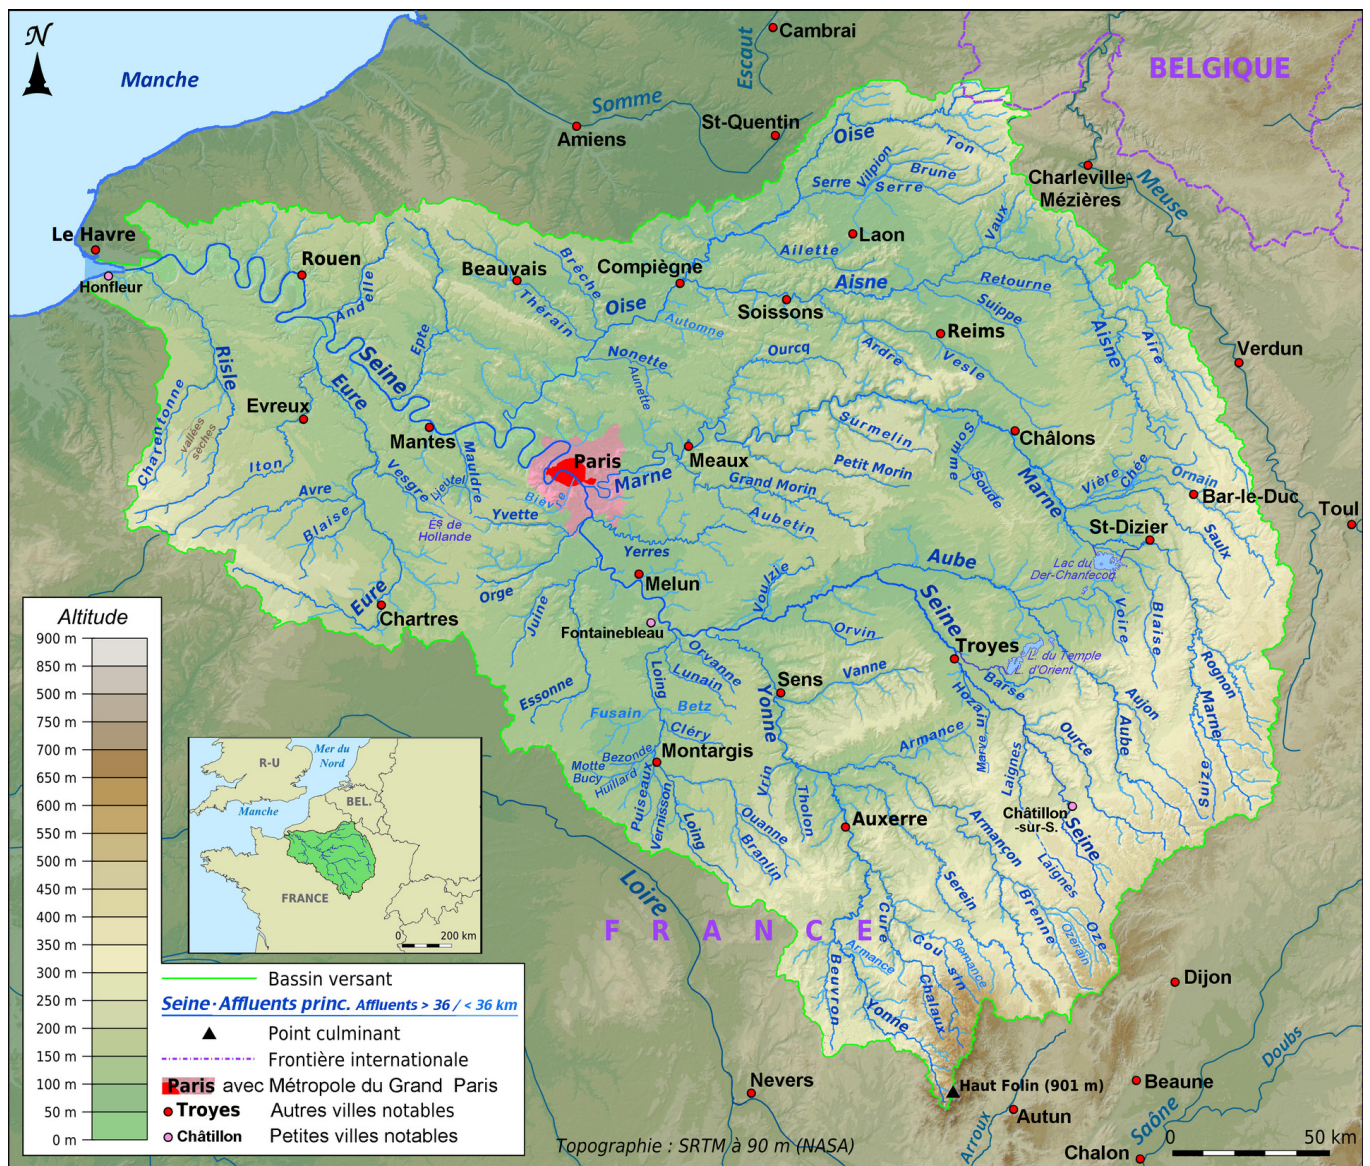 N
Manche
Cambrai
Escaut
BELGIQUE
Somme
Amiens
St-Quentin
Oise
Ton
Vilpion
Brune
Serre
Serre
Charleville-
Mézières
Meuse
Le Havre
Honfleur
Rouen
Andelle
Beauvais
Brèche
Compiègne
Laon
Vaux
Ailette
Thérain
Oise
Soissons
Aisne
Retourne
Suippe
Automne
Reims
Aisne
Aire
Verdun
Risle
Epte
Seine
Eure
Nonette
Aunette
Ourcq
Ardre
Vesle
Charentonne
vallées
sèches
Evreux
Mantes
Surmelin
Somme
Châlons
Iton
Vesgre
Lieutel
Mauldre
Paris
Marne
Meaux
Petit Morin
Grand Morin
Soude
Marne
Vière
Chée
Ornain
Bar-le-Duc
Toul
Avre
Blaise
Bièvre
Yvette
Ės de
Hollande
Aubetin
St-Dizier
Saulx
Yerres
Lac du
Der-Chantecoq
Aube
Melun
Voulzie
Eure
Chartres
Orge
Juine
Fontainebleau
Seine
Voire
Blaise
Orvin
Troyes
L. du Temple
L. d'Orient
Orvanne
Lunain
Loing
Vanne
Sens
Barse
Rognon
Essonne
Yonne
Hozain
Aujon
Marne
Fusain
Betz
Cléry
Armance
Marve
Ource
Aube
Montargis
Bezonde
Motte
Bucy
Huillard
Puiseaux
Vernisson
Loing
Vrin
Tholon
Laignes
Suize
Ouanne
Branlin
Auxerre
Châtillon
-sur-S.
Seine
Armançon
Laignes
Serein
Brenne
Oze
Ozerain
Loire
FRANCE
Cure
Cousin
Romance
Armance
Beuvron
Yonne
Chalaux
Dijon
Doubs
Nevers
Haut Folin (901 m)
Beaune
Autun
Arroux
Saône
Chalon
Altitude
900 m
850 m
500 m
750 m
700 m
650 m
600 m
550 m
500 m
450 m
400 m
350 m
300 m
250 m
200 m
150 m
100 m
50 m
0 m
R-U
Mer du
Nord
Manche
BEL.
FRANCE
0 200 km
Bassin versant
Seine·Affluents princ. Affluents > 36 / < 36 km
Point culminant
Frontière internationale
Paris avec Métropole du Grand Paris
Troyes Autres villes notables
Châtillon Petites villes notables
Topographie : SRTM à 90 m (NASA)
0 50 km